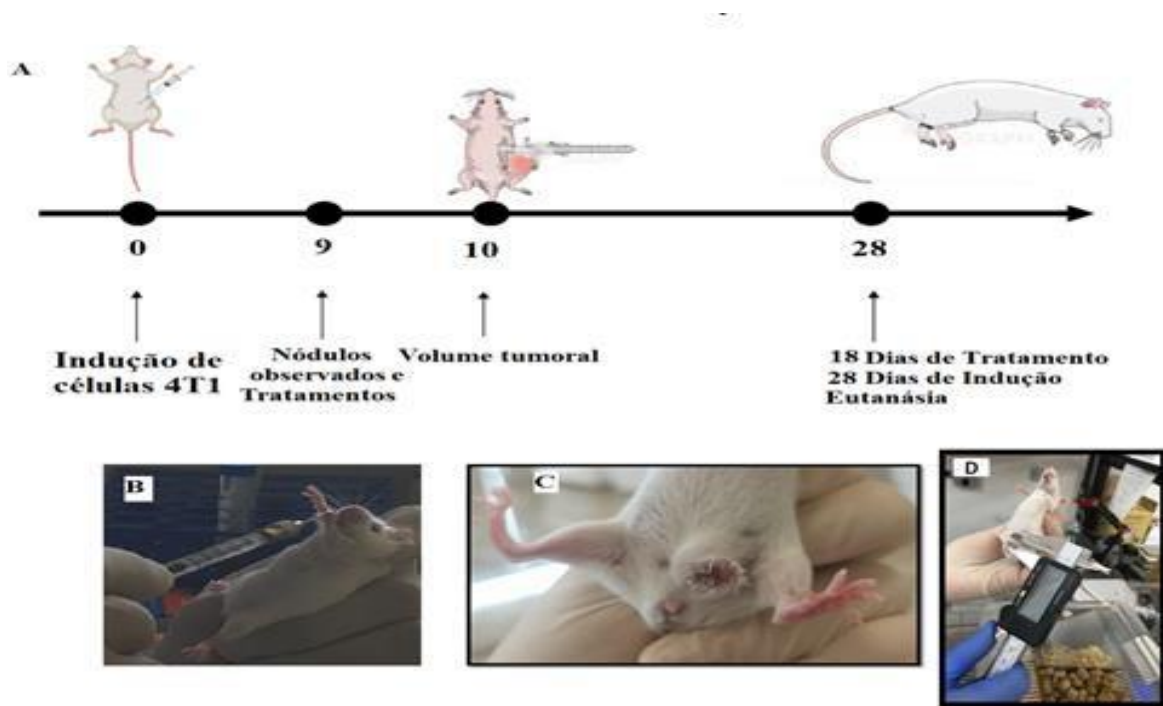 A
0
9
10
28
Indução de
células 4T1
Nódulos
observados e
Tratamentos
Volume tumoral
18 Dias de Tratamento
28 Dias de Indução
Eutanásia
B
C
D